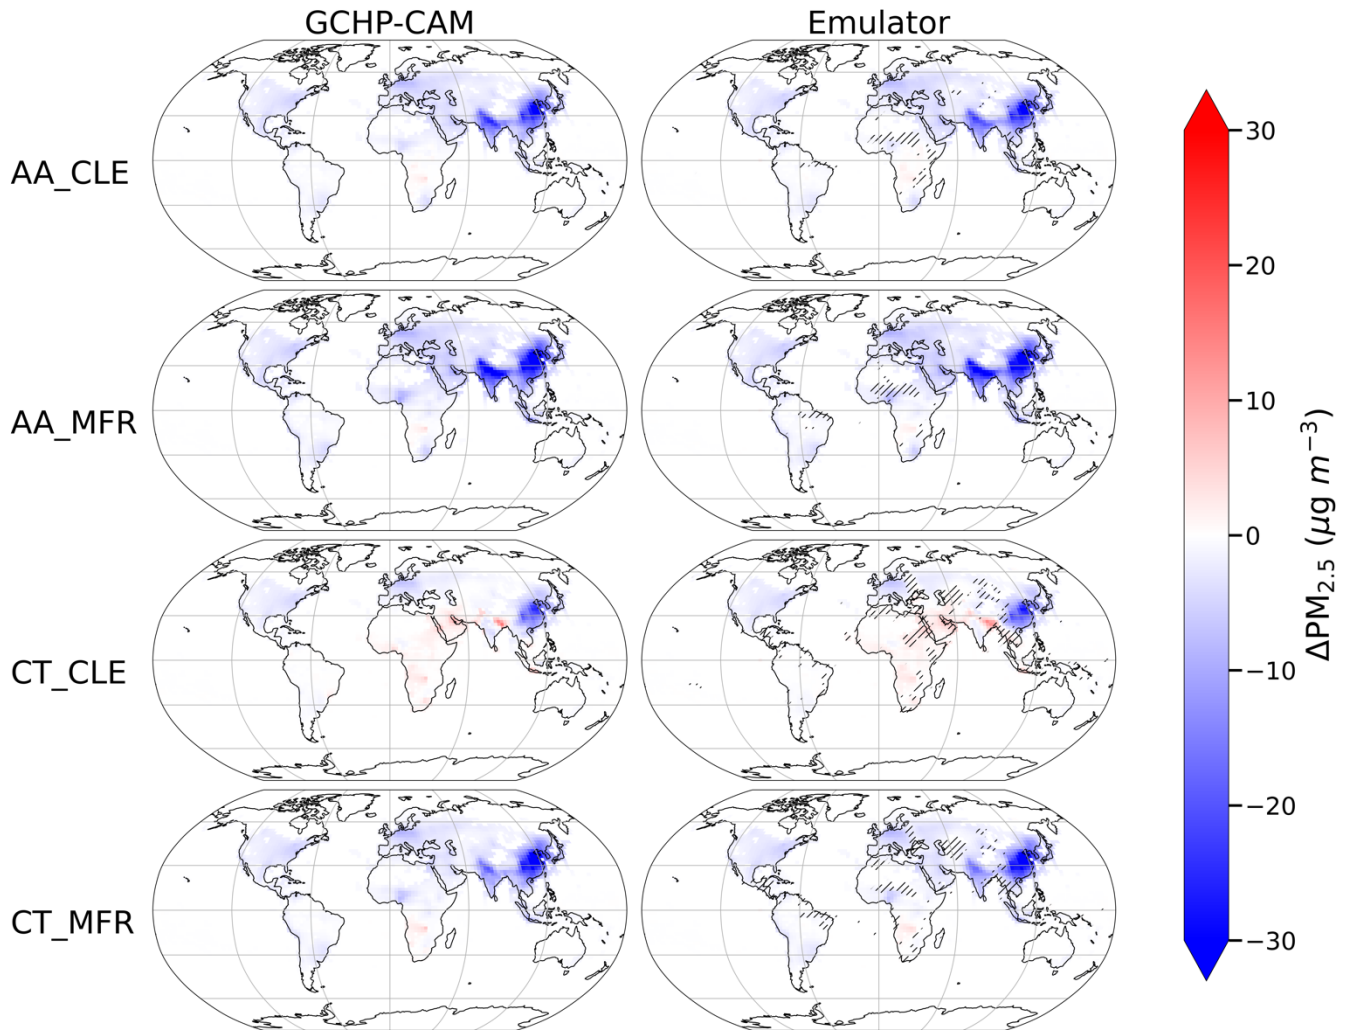 GCHP-CAM Emulator
AA_CLE
AA_MFR
CT_CLE
CT_MFR
30
20
10
0
−10
−20
−30
ΔPM2.5 (μg m−3)